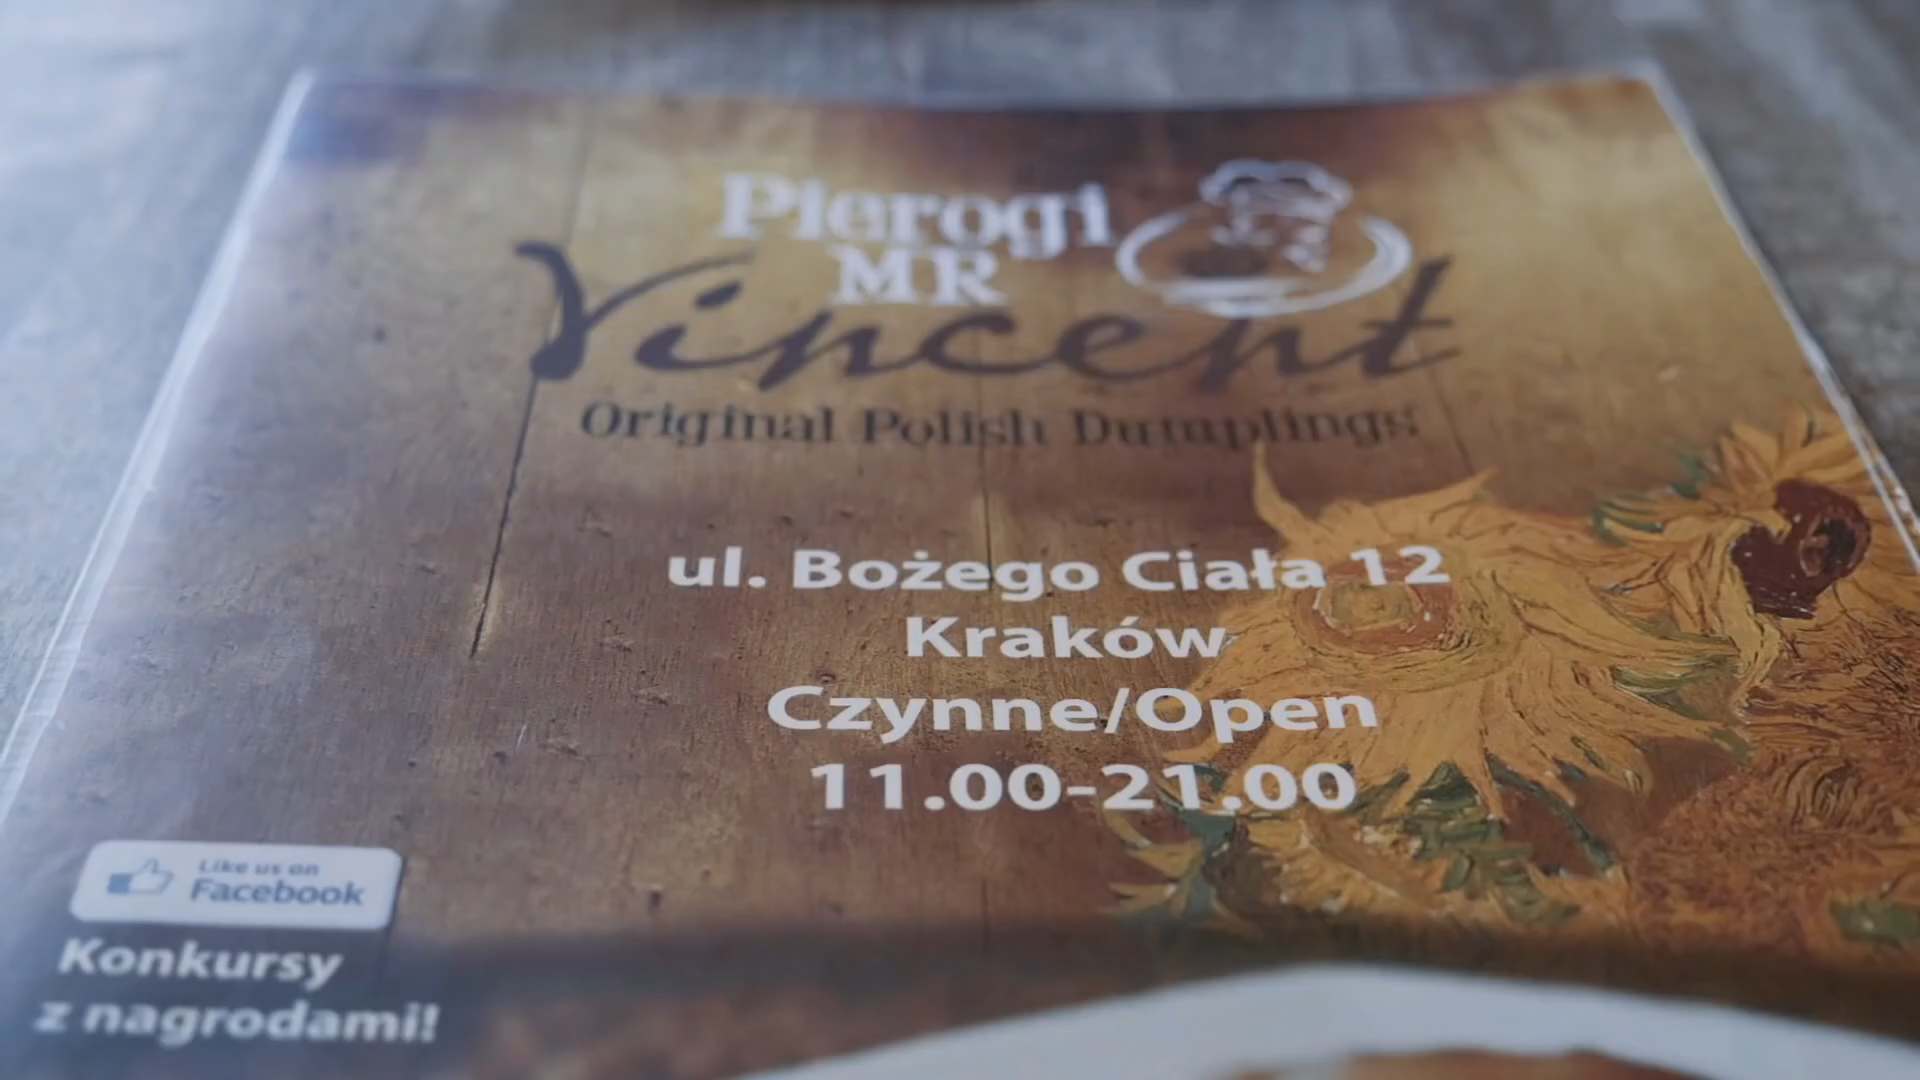 Pierogi
MR
Vincent
Original Polish Dumplings
ul. Bożego Ciała 12
Kraków
Czynne/Open
11.00-21.00
Like us on
Facebook
Konkursy
z nagrodami!